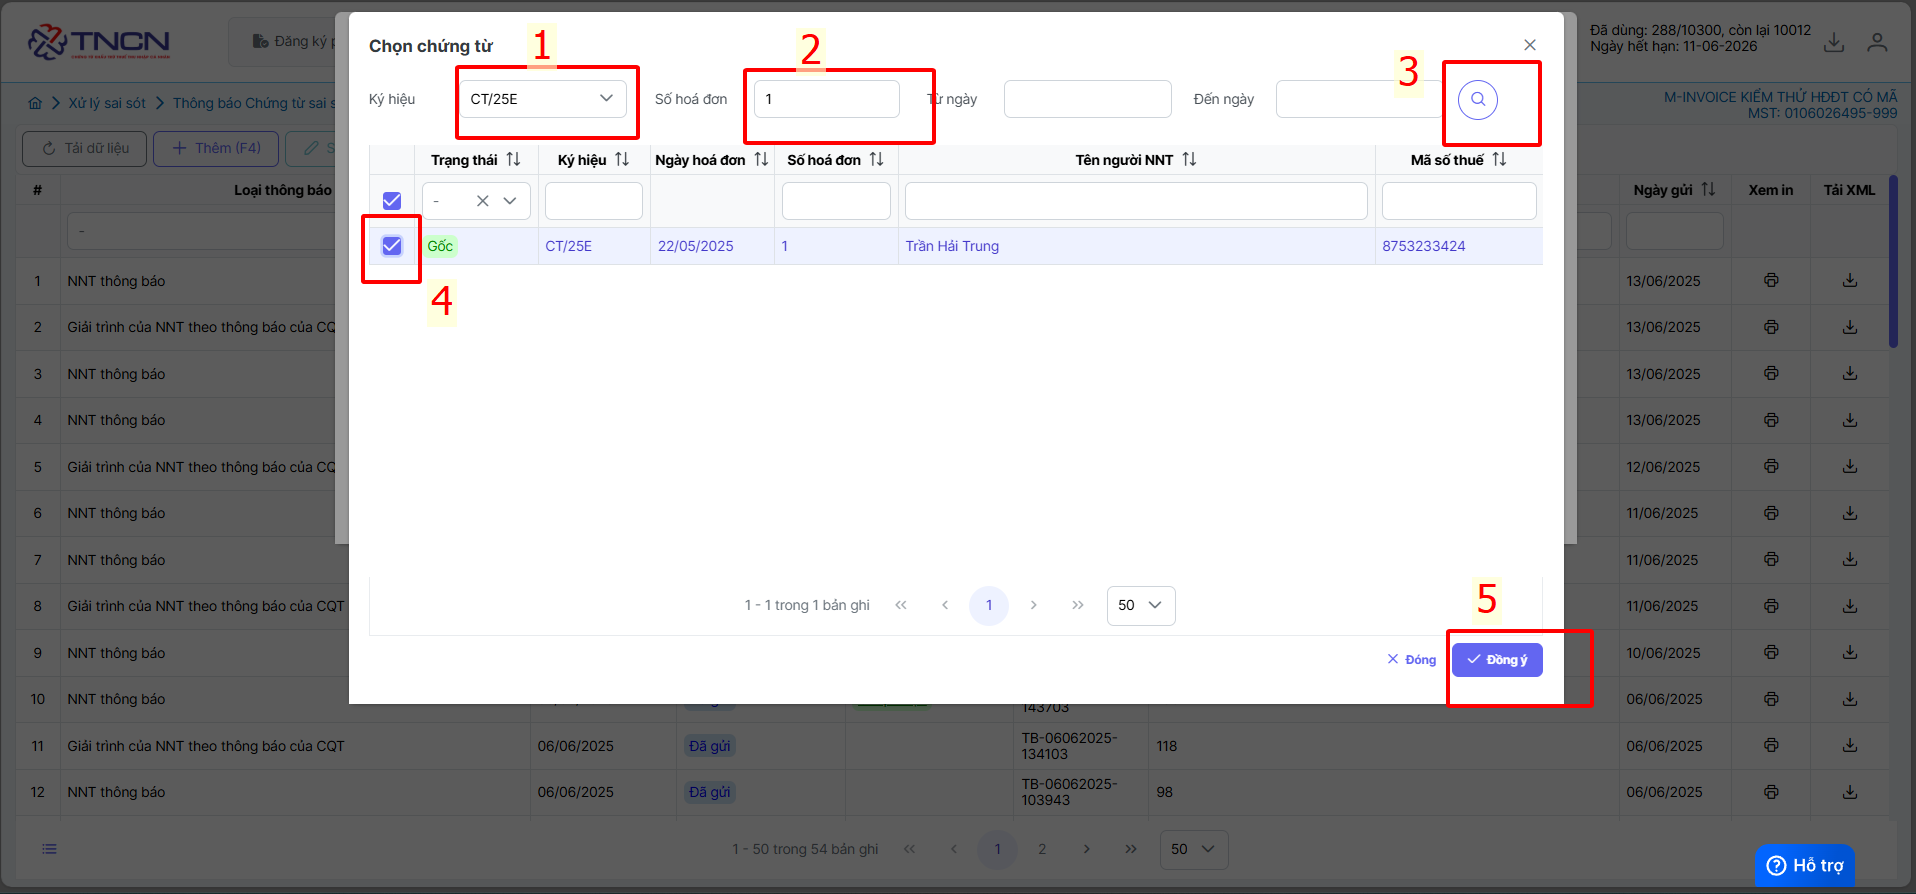 TNCN
Đăng ký p
Chọn chứng từ
1
2
3
Đã dùng: 288/10300, còn lại 10012
Ngày hết hạn: 11-06-2026
Ký hiệu
CT/25E
Số hoá đơn
1
Từ ngày
Đến ngày
Xử lý sai sót
Thông báo Chứng từ sai s
M-INVOICE KIỂM THỬ HĐĐT CÓ MÃ
MST: 0106026495-999
Tải dữ liệu
Thêm (F4)
S
Trạng thái
Ký hiệu
Ngày hoá đơn
Số hoá đơn
Tên người NNT
Mã số thuế
#
Loại thông báo
Ngày gửi
Xem in
Tải XML
-
-
Gốc
CT/25E
22/05/2025
1
Trần Hải Trung
8753233424
4
1
NNT thông báo
13/06/2025
2
Giải trình của NNT theo thông báo của CQ
13/06/2025
3
NNT thông báo
13/06/2025
4
NNT thông báo
13/06/2025
5
Giải trình của NNT theo thông báo của CQ
12/06/2025
6
NNT thông báo
11/06/2025
7
NNT thông báo
11/06/2025
8
Giải trình của NNT theo thông báo của CQT
11/06/2025
1 - 1 trong 1 bản ghi
1
50
5
9
NNT thông báo
10/06/2025
Đóng
Đồng ý
10
NNT thông báo
143703
06/06/2025
11
Giải trình của NNT theo thông báo của CQT
06/06/2025
Đã gửi
TB-06062025-
134103
118
06/06/2025
12
NNT thông báo
06/06/2025
Đã gửi
TB-06062025-
103943
98
06/06/2025
1 - 50 trong 54 bản ghi
1
2
50
Hỗ trợ